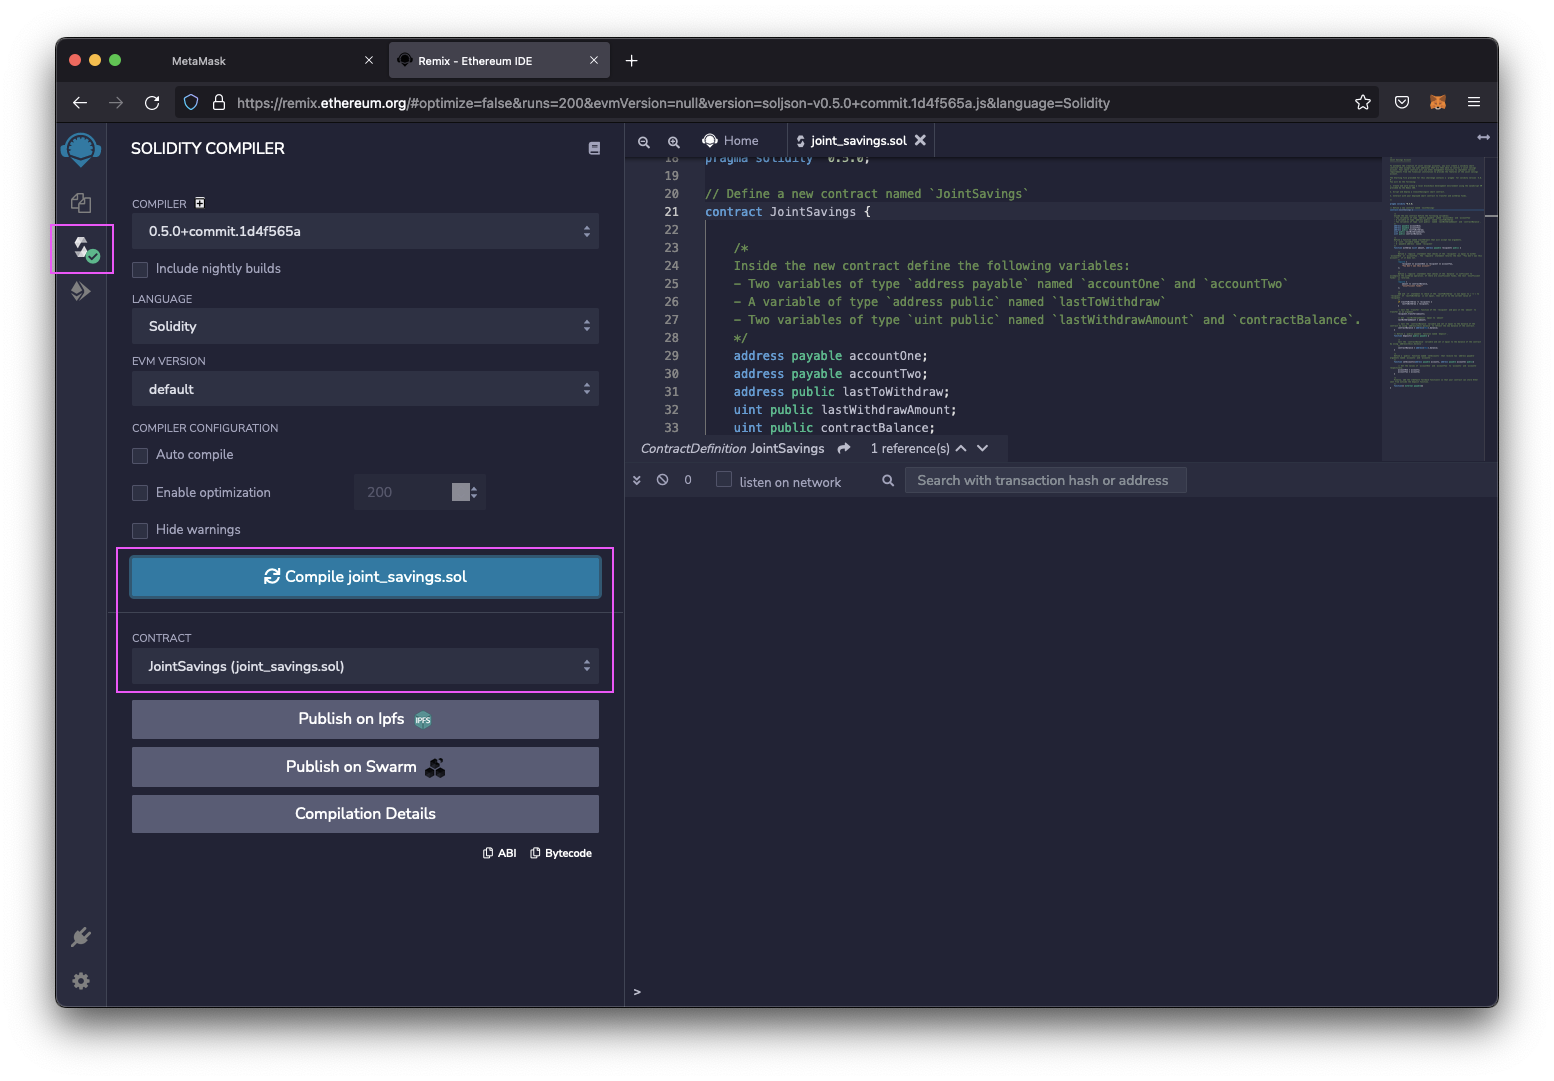 MetaMask
Remix - Ethereum IDE
https://remix.ethereum.org/#optimize=false&runs=200&evmVersion=null&version=soljson-v0.5.0+commit.1d4f565a.js&language=Solidity
SOLIDITY COMPILER
COMPILER
0.5.0+commit.1d4f565a
Include nightly builds
LANGUAGE
Solidity
EVM VERSION
default
COMPILER CONFIGURATION
Auto compile
Enable optimization
200
Hide warnings
Compile joint_savings.sol
CONTRACT
JointSavings (joint_savings.sol)
Publish on Ipfs
IPFS
Publish on Swarm
Compilation Details
ABI
Bytecode
Home
joint_savings.sol
18 pragma solidity ^0.5.0;
19
20 // Define a new contract named `JointSavings`
21 contract JointSavings {
22
23 /*
24 Inside the new contract define the following variables:
25 - Two variables of type `address payable` named `accountOne` and `accountTwo`
26 - A variable of type `address public` named `lastToWithdraw`
27 - Two variables of type `uint public` named `lastWithdrawAmount` and `contractBalance`.
28 */
29 address payable accountOne;
30 address payable accountTwo;
31 address public lastToWithdraw;
32 uint public lastWithdrawAmount;
33 uint public contractBalance;
ContractDefinition JointSavings 1 reference(s)
0
listen on network
Search with transaction hash or address
>